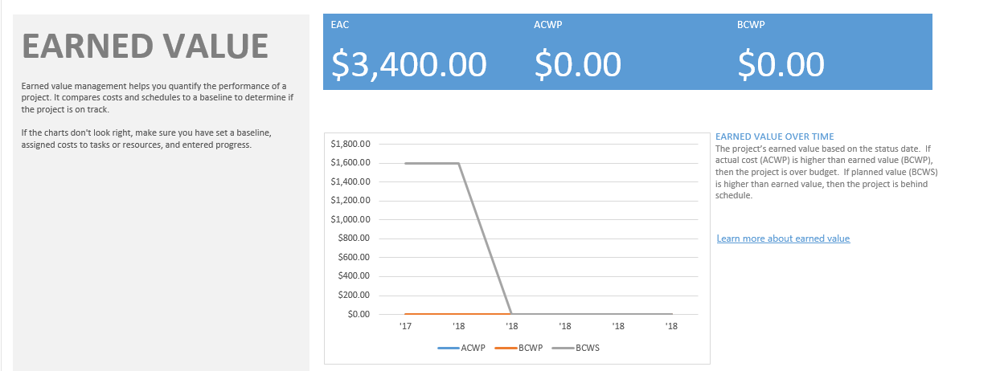 EARNED VALUE
Earned value management helps you quantify the performance of a
project. It compares costs and schedules to a baseline to determine if
the project is on track.
If the charts don't look right, make sure you have set a baseline,
assigned costs to tasks or resources, and entered progress.
EAC
ACWP
BCWP
$3,400.00
$0.00
$0.00
$1,800.00
$1,600.00
$1,400.00
$1,200.00
$1,000.00
$800.00
$600.00
$400.00
$200.00
$0.00
'17 '18 '18 '18 '18 '18
ACWP BCWP BCWS
EARNED VALUE OVER TIME
The project's earned value based on the status date.  If
actual cost (ACWP) is higher than earned value (BCWP),
then the project is over budget.  If planned value (BCWS)
is higher than earned value, then the project is behind
schedule.
Learn more about earned value